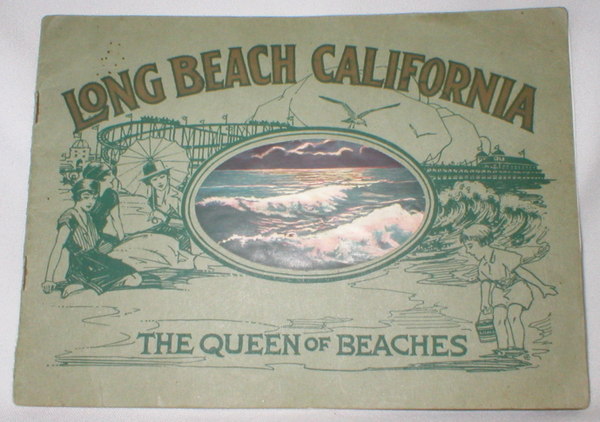 LONG BEACH CALIFORNIA
THE QUEEN OF BEACHES